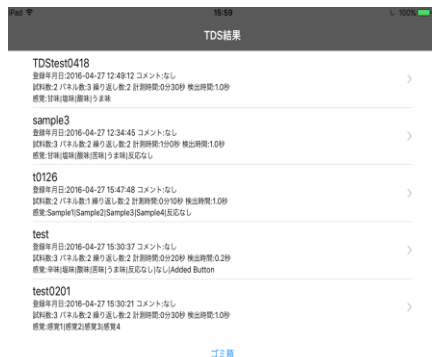 iPad 15:59 100%
TDS結果
TDStest0418
登録年月日:2016-04-27 12:49:12 コメント:なし
試料数:2 パネル数:3 繰り返し数:2 計測時間:0分30秒 検出時間:1.0秒
感覚:甘味|塩味|酸味|うま味
sample3
登録年月日:2016-04-27 12:34:45 コメント:なし
試料数:3 パネル数:2 繰り返し数:2 計測時間:1分0秒 検出時間:1.0秒
感覚:甘味|塩味|酸味|苦味|うま味|反応なし
t0126
登録年月日:2016-04-27 15:47:48 コメント:なし
試料数:2 パネル数:1 繰り返し数:2 計測時間:0分10秒 検出時間:1.0秒
感覚:Sample1|Sample2|Sample3|Sample4|反応なし
test
登録年月日:2016-04-27 15:30:37 コメント:なし
試料数:3 パネル数:2 繰り返し数:2 計測時間:0分20秒 検出時間:0.2秒
感覚:辛味|塩味|酸味|苦味|うま味|反応なし|なし|Added Button
test0201
登録年月日:2016-04-27 15:30:21 コメント:なし
試料数:3 パネル数:2 繰り返し数:2 計測時間:0分30秒 検出時間:1.0秒
感覚:感覚1|感覚2|感覚3|感覚4
ゴミ箱